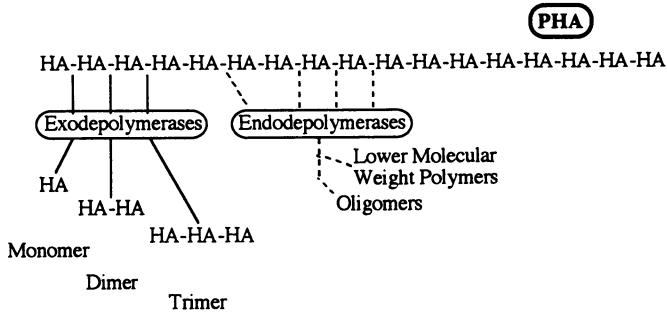 PHA
HA-HA-HA-HA-HA-HA-HA-HA-HA-HA-HA-HA-HA-HA-HA-HA-HA
Exodepolymerases
Endodepolymerases
Lower Molecular
Weight Polymers
Oligomers
HA
HA-HA
HA-HA-HA
Monomer
Dimer
Trimer